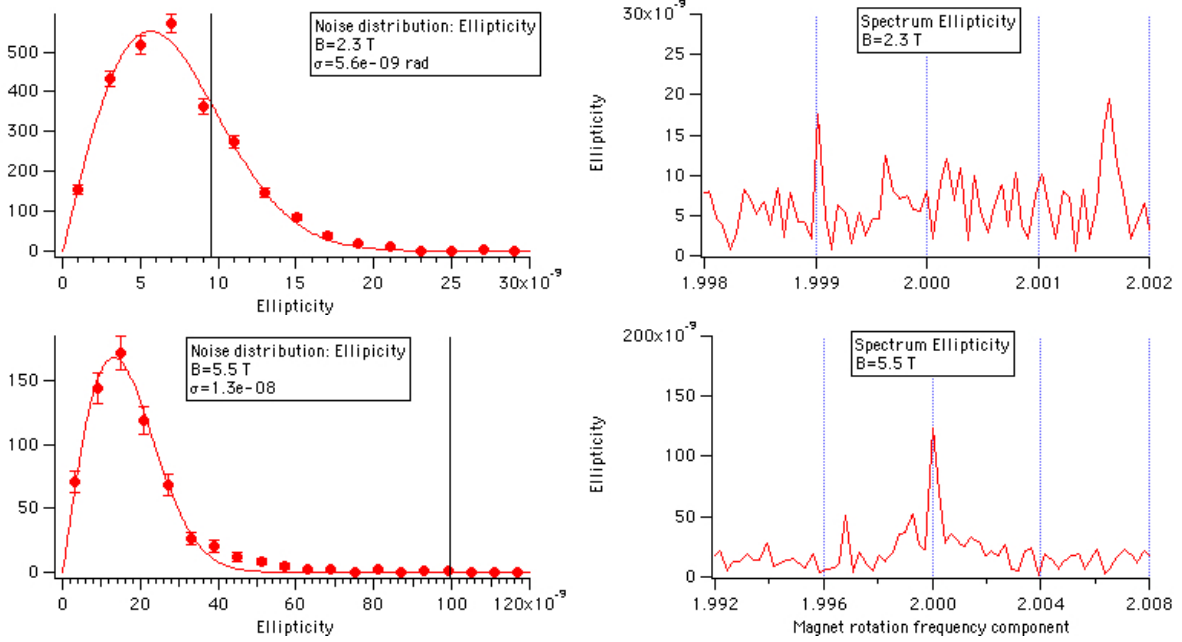 500
400
300
200
100
0
Noise distribution: Ellipticity
B=2.3 T
σ=5.6e-09 rad
0
5
10
15
20
25
30x10⁻⁹
Ellipticity
30x10⁻⁹
25
20
15
10
5
0
Ellipticity
Spectrum Ellipticity
B=2.3 T
1.998
1.999
2.000
2.001
2.002
150
100
50
0
Noise distribution: Ellipicity
B=5.5 T
σ=1.3e-08
0
20
40
60
80
100
120x10⁻⁹
Ellipticity
200x10⁻⁹
150
100
50
0
Ellipticity
Spectrum Ellipticity
B=5.5 T
1.992
1.996
2.000
2.004
2.008
Magnet rotation frequency component